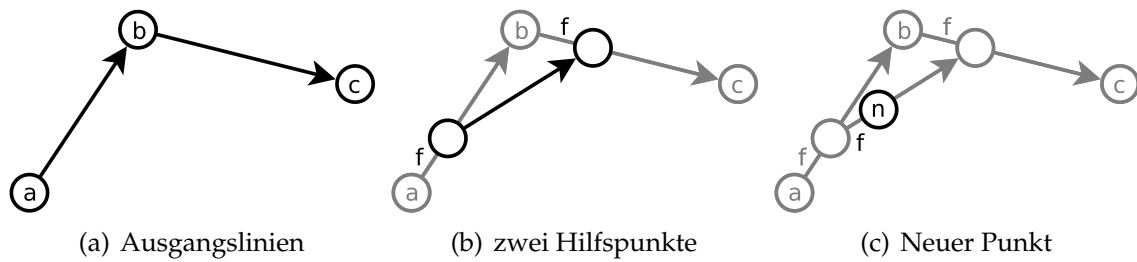 b
c
a
(a) Ausgangslinien
b
f
c
f
a
(b) zwei Hilfspunkte
b
f
c
n
f
f
a
(c) Neuer Punkt